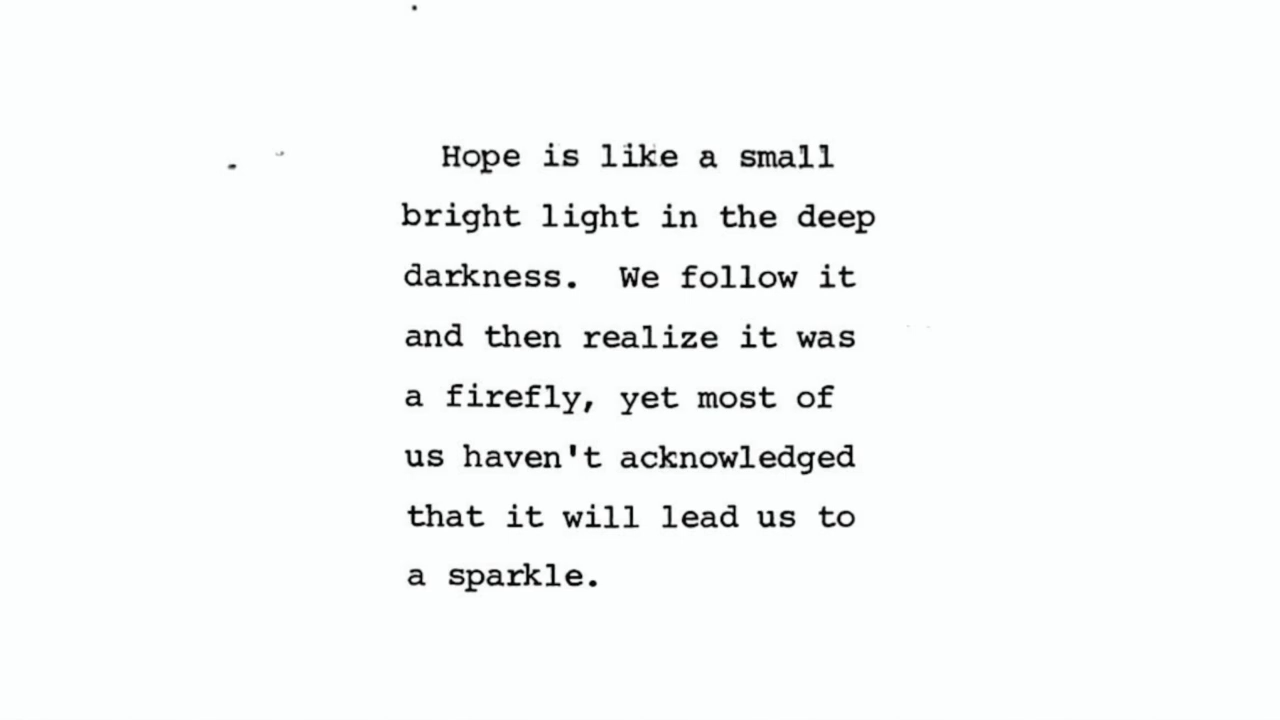 Hope is like a small
bright light in the deep
darkness.  We follow it
and then realize it was
a firefly, yet most of
us haven't acknowledged
that it will lead us to
a sparkle.